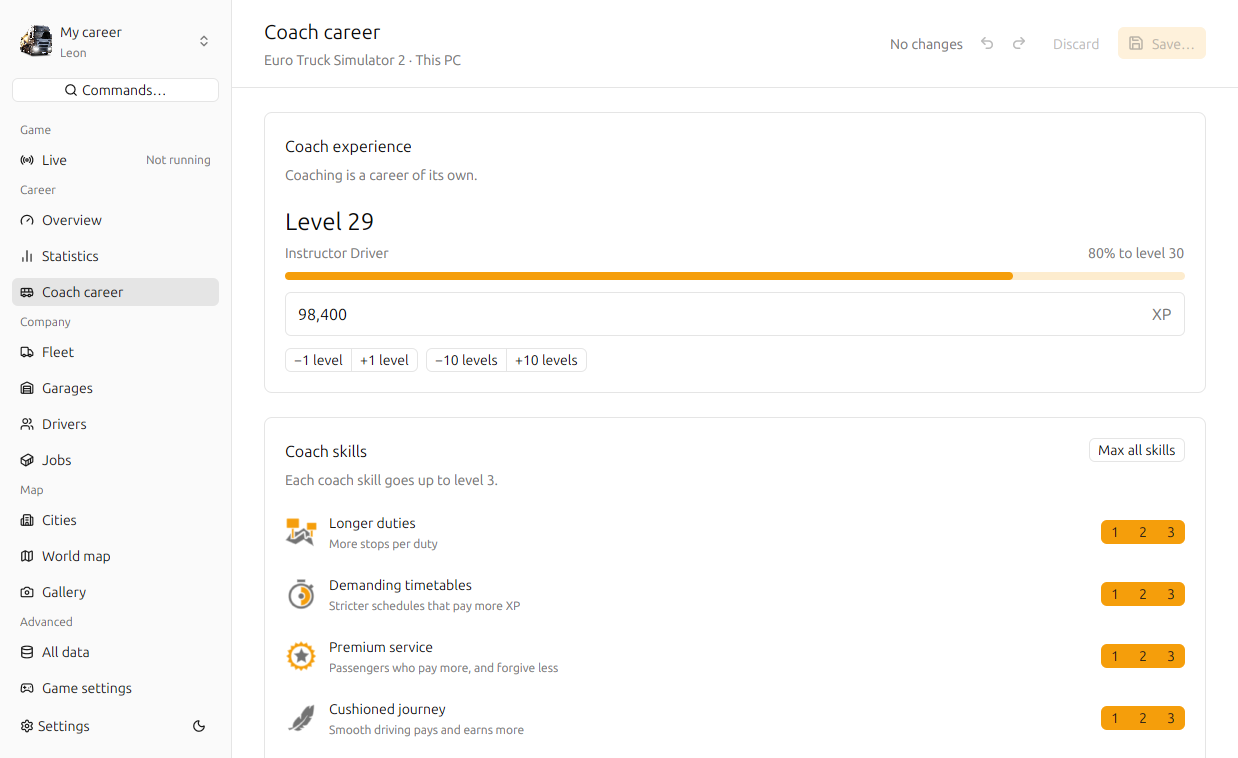 My career
Leon
Commands…
Game
Live
Not running
Career
Overview
Statistics
Coach career
Company
Fleet
Garages
Drivers
Jobs
Map
Cities
World map
Gallery
Advanced
All data
Game settings
Settings
Coach career
Euro Truck Simulator 2 · This PC
No changes
Discard
Save…
Coach experience
Coaching is a career of its own.
Level 29
Instructor Driver
80% to level 30
98,400
XP
−1 level
+1 level
−10 levels
+10 levels
Coach skills
Max all skills
Each coach skill goes up to level 3.
Longer duties
More stops per duty
1 2 3
Demanding timetables
Stricter schedules that pay more XP
1 2 3
Premium service
Passengers who pay more, and forgive less
1 2 3
Cushioned journey
Smooth driving pays and earns more
1 2 3